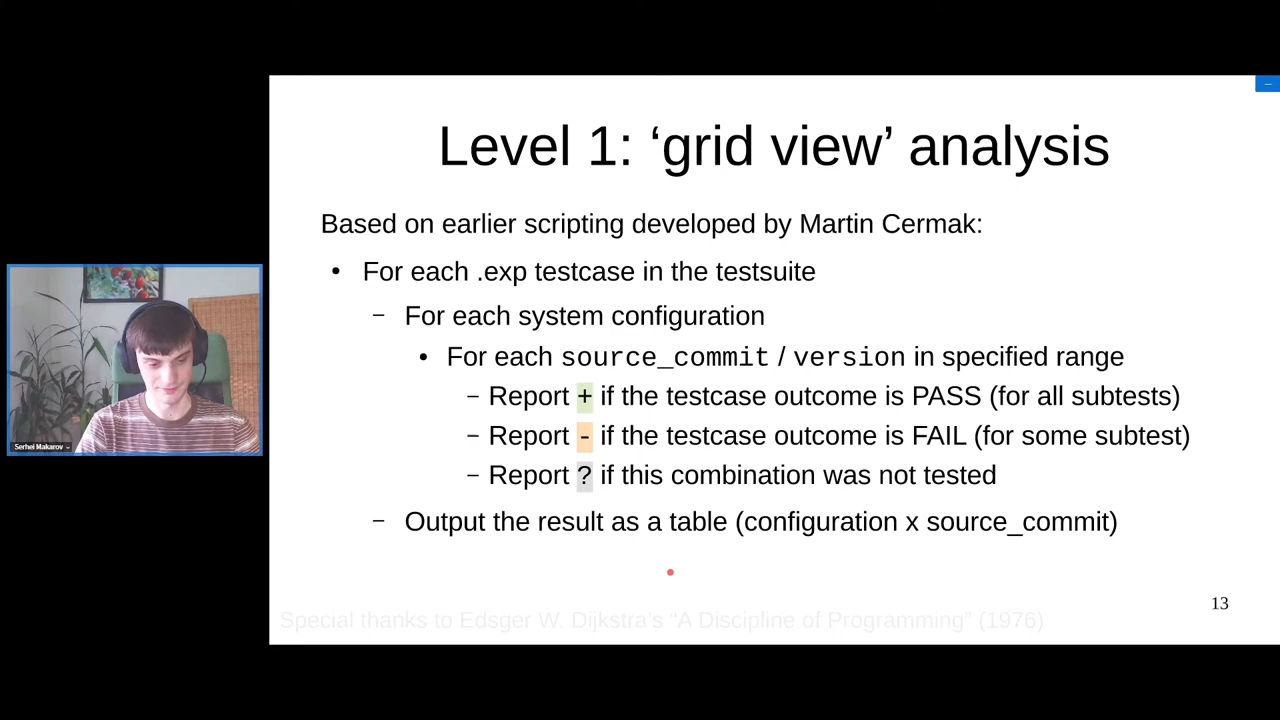 Level 1: ‘grid view’ analysis
Based on earlier scripting developed by Martin Cermak:
• For each .exp testcase in the testsuite
– For each system configuration
• For each source_commit / version in specified range
– Report + if the testcase outcome is PASS (for all subtests)
– Report - if the testcase outcome is FAIL (for some subtest)
– Report ? if this combination was not tested
– Output the result as a table (configuration x source_commit)
Serhei Makarov
13
Special thanks to Edsger W. Dijkstra’s “A Discipline of Programming” (1976)